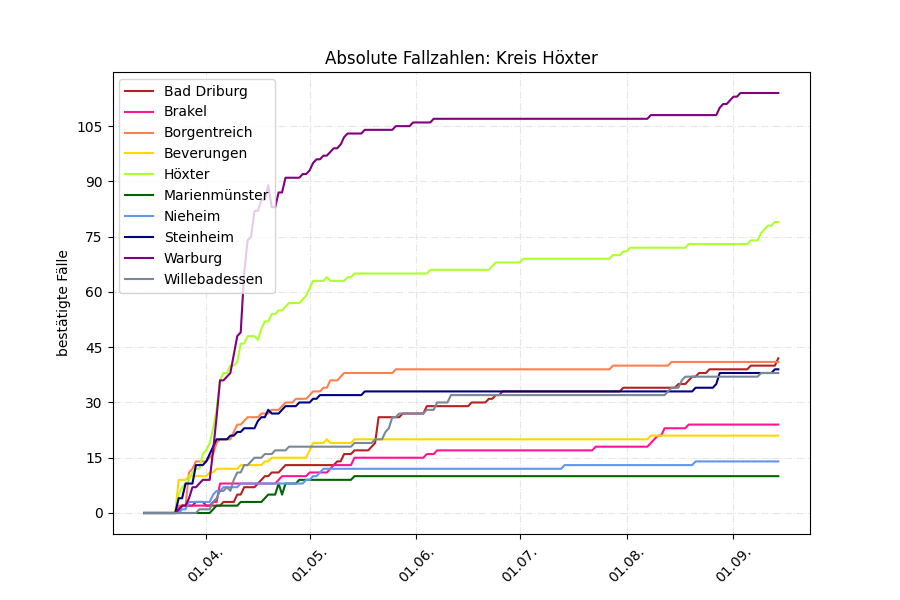 Absolute Fallzahlen: Kreis Höxter
bestätigte Fälle
105
90
75
60
45
30
15
0
Bad Driburg
Brakel
Borgentreich
Beverungen
Höxter
Marienmünster
Nieheim
Steinheim
Warburg
Willebadessen
01.04.
01.05.
01.06.
01.07.
01.08.
01.09.